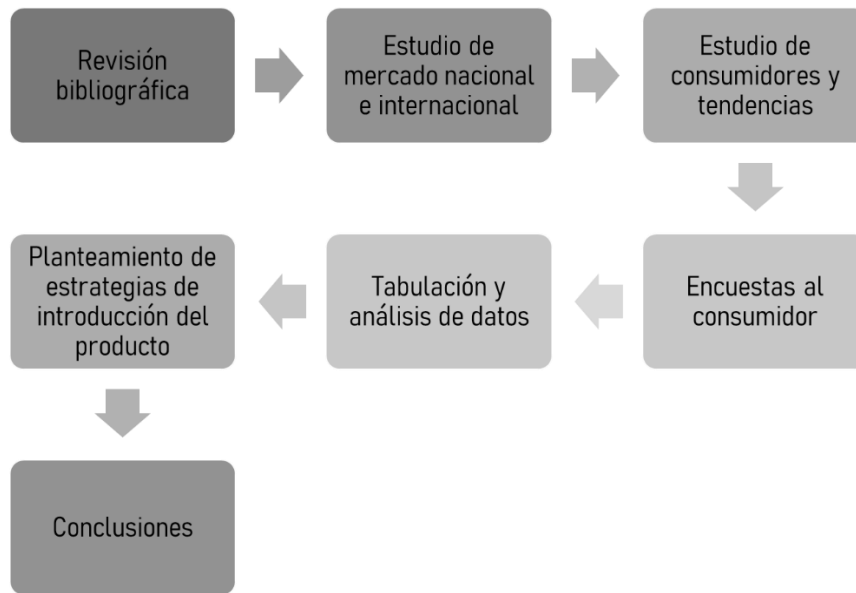 Revisión
bibliográfica
Estudio de
mercado nacional
e internacional
Estudio de
consumidores y
tendencias
Encuestas al
consumidor
Tabulación y
análisis de datos
Planteamiento de
estrategias de
introducción del
producto
Conclusiones